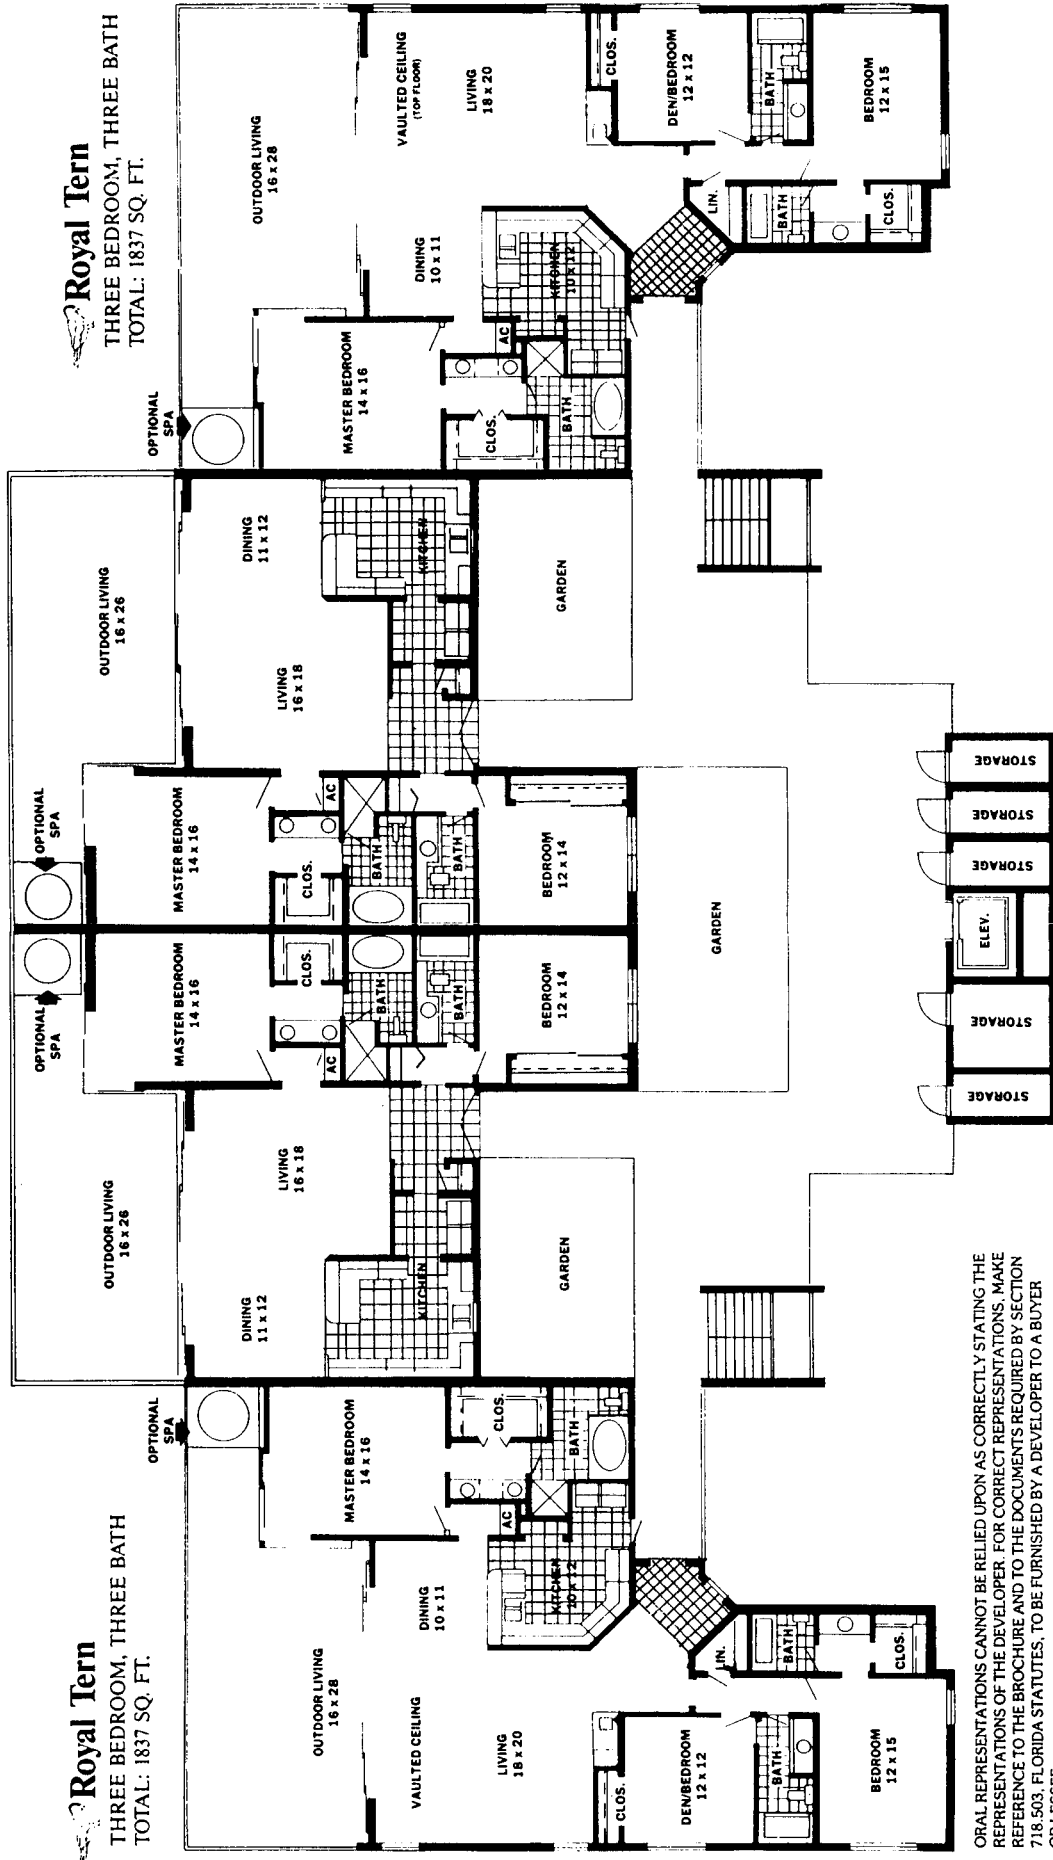 Royal Tern
THREE BEDROOM, THREE BATH
TOTAL: 1837 SQ. FT.
OPTIONAL
SPA
OUTDOOR LIVING
16 x 28
MASTER BEDROOM
14 x 16
VAULTED CEILING
DINING
10 x 11
LIVING
18 x 20
AC
CLOS.
KITCHEN
10 x 12
BATH
CLOS.
DEN/BEDROOM
12 x 12
LIN.
BATH
BATH
BEDROOM
12 x 15
CLOS.
OUTDOOR LIVING
16 x 26
OPTIONAL
SPA
DINING
11 x 12
LIVING
16 x 18
MASTER BEDROOM
14 x 16
CLOS.
AC
BATH
KITCHEN
BATH
BEDROOM
12 x 14
GARDEN
OPTIONAL
SPA
OUTDOOR LIVING
16 x 26
MASTER BEDROOM
14 x 16
LIVING
16 x 18
DINING
11 x 12
CLOS.
AC
BATH
BATH
KITCHEN
BEDROOM
12 x 14
GARDEN
GARDEN
STORAGE
STORAGE
ELEV.
STORAGE
STORAGE
STORAGE
Royal Tern
THREE BEDROOM, THREE BATH
TOTAL: 1837 SQ. FT.
OPTIONAL
SPA
OUTDOOR LIVING
16 x 28
MASTER BEDROOM
14 x 16
DINING
10 x 11
VAULTED CEILING
(TOP FLOOR)
LIVING
18 x 20
AC
CLOS.
KITCHEN
10 x 12
BATH
CLOS.
DEN/BEDROOM
12 x 12
LIN.
BATH
BATH
BEDROOM
12 x 15
CLOS.
ORAL REPRESENTATIONS CANNOT BE RELIED UPON AS CORRECTLY STATING THE
REPRESENTATIONS OF THE DEVELOPER. FOR CORRECT REPRESENTATIONS, MAKE
REFERENCE TO THE BROCHURE AND TO THE DOCUMENTS REQUIRED BY SECTION
718.503, FLORIDA STATUTES, TO BE FURNISHED BY A DEVELOPER TO A BUYER
OR LESSEE.